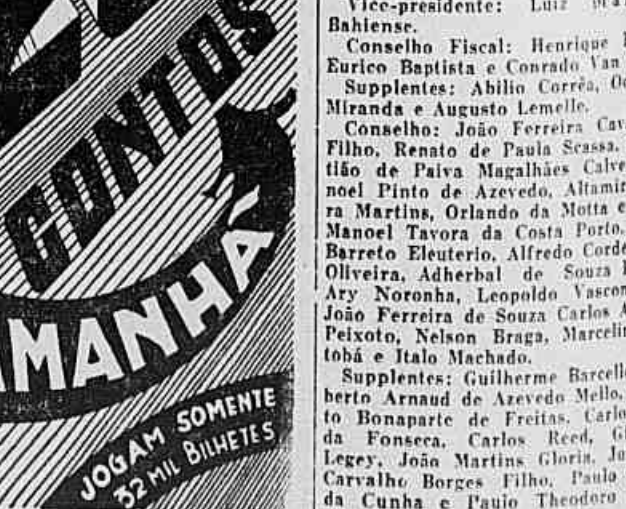 CONTOS
AMANHÃ
JOGAM SOMENTE
32 MIL BILHETES
Vice-presidente: Luiz
Bahiense.
Conselho Fiscal: Henrique
Eurico Baptista e Conrado Van
Supplentes: Abilio Corrêa,
Miranda e Augusto Lemelle.
Conselho: João Ferreira
Filho, Renato de Paula Scassa,
tião de Paiva Magalhães
noel Pinto de Azevedo,
ra Martins, Orlando da Motta e
Manoel Tavora da Costa Porto,
Barreto Eleuterio, Alfredo
Oliveira, Adherbal de Souza
Ary Noronha, Leopoldo
João Ferreira de Souza Carlos
Peixoto, Nelson Braga,
tobá e Italo Machado.
Supplentes: Guilherme
berto Arnaud de Azevedo Mello,
to Bonaparte de Freitas,
da Fonseca, Carlos Reed,
Legey, João Martins Gloria,
Carvalho Borges Filho, Paulo
da Cunha e Paulo Theodoro